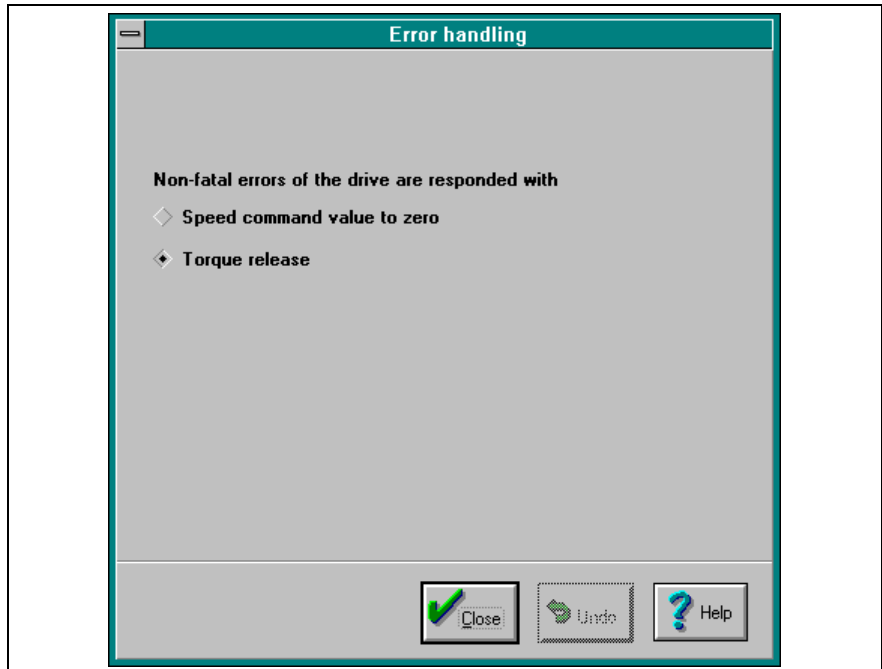 Error handling
Non-fatal errors of the drive are responded with
Speed command value to zero
Torque release
Close
Undo
Help